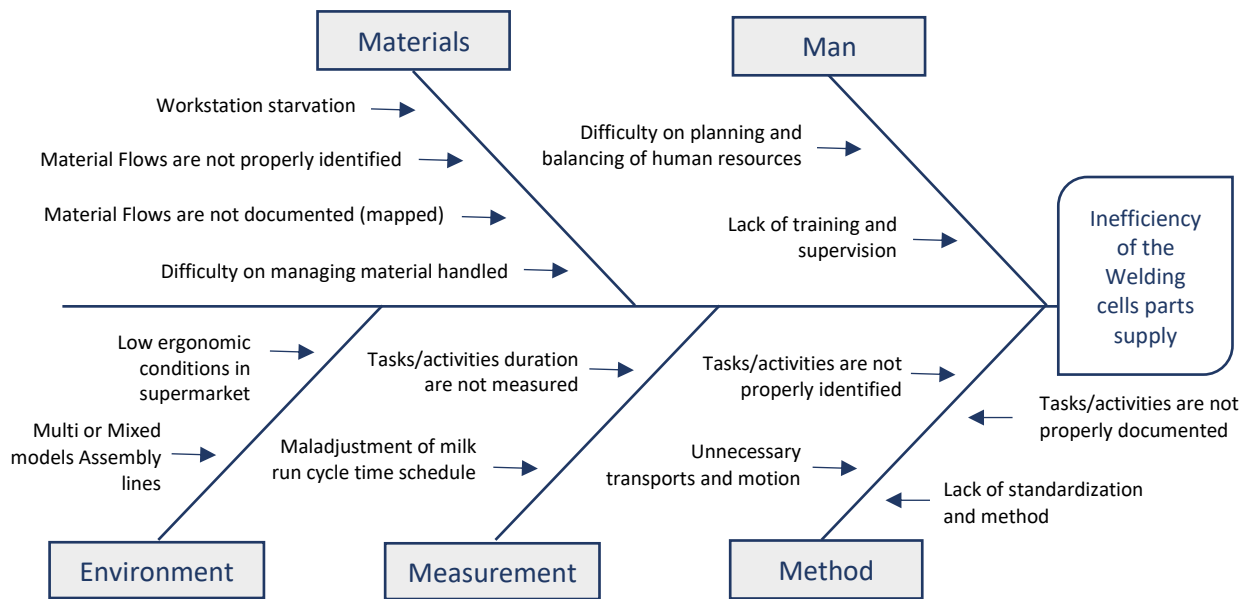 Materials
Man
Workstation starvation
Material Flows are not properly identified
Material Flows are not documented (mapped)
Difficulty on managing material handled
Difficulty on planning and
balancing of human resources
Lack of training and
supervision
Inefficiency
of the
Welding
cells parts
supply
Low ergonomic
conditions in
supermarket
Multi or Mixed
models Assembly
lines
Tasks/activities duration
are not measured
Maladjustment of milk
run cycle time schedule
Tasks/activities are not
properly identified
Unnecessary
transports and motion
Tasks/activities are not
properly documented
Lack of standardization
and method
Environment
Measurement
Method